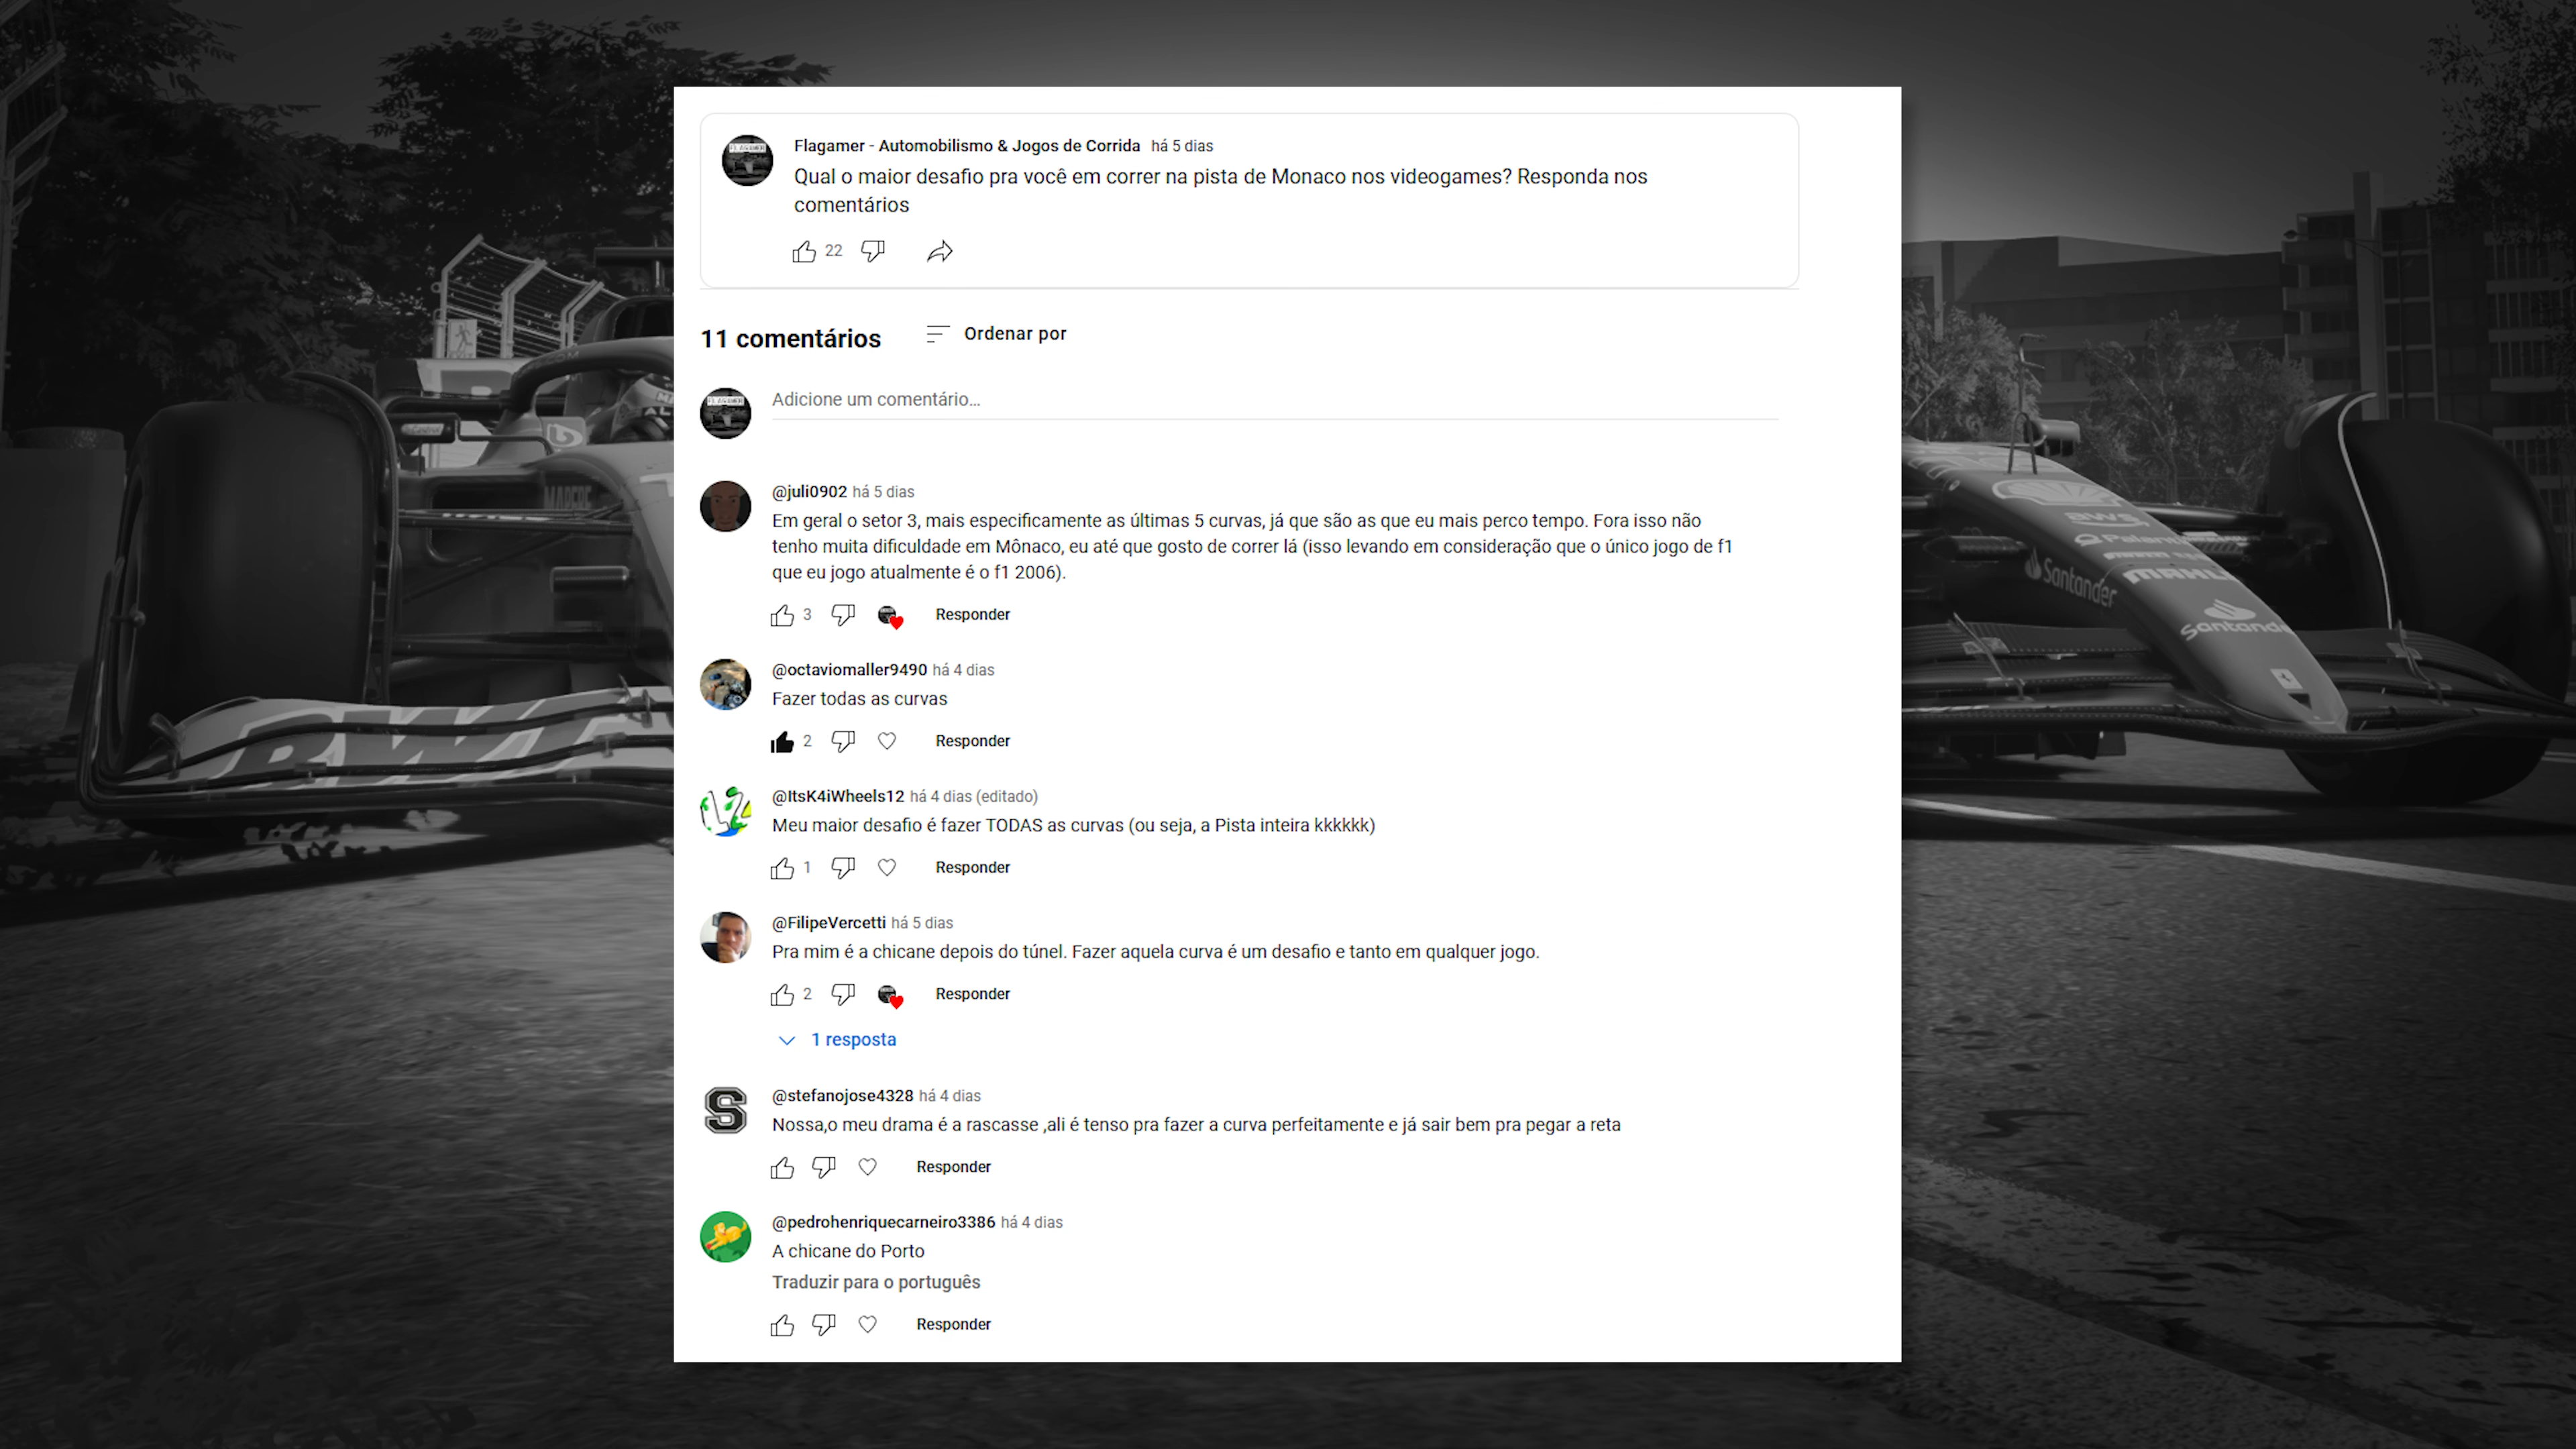 Flagamer - Automobilismo & Jogos de Corrida há 5 dias
Qual o maior desafio pra você em correr na pista de Monaco nos videogames? Responda nos
comentários
22
11 comentários
Ordenar por
FLAGAMER
Adicione um comentário...
@juli0902 há 5 dias
Em geral o setor 3, mais especificamente as últimas 5 curvas, já que são as que eu mais perco tempo. Fora isso não
tenho muita dificuldade em Mônaco, eu até que gosto de correr lá (isso levando em consideração que o único jogo de f1
que eu jogo atualmente é o f1 2006).
3
Responder
@octaviomaller9490 há 4 dias
Fazer todas as curvas
2
Responder
@ItsK4iWheels12 há 4 dias (editado)
Meu maior desafio é fazer TODAS as curvas (ou seja, a Pista inteira kkkkkk)
1
Responder
@FilipeVercetti há 5 dias
Pra mim é a chicane depois do túnel. Fazer aquela curva é um desafio e tanto em qualquer jogo.
2
Responder
1 resposta
S
@stefanojose4328 há 4 dias
Nossa,o meu drama é a rascasse ,ali é tenso pra fazer a curva perfeitamente e já sair bem pra pegar a reta
Responder
@pedrohenriquecarneiro3386 há 4 dias
A chicane do Porto
Traduzir para o português
Responder
BWT
aws
MAHLE
Santander
Santander